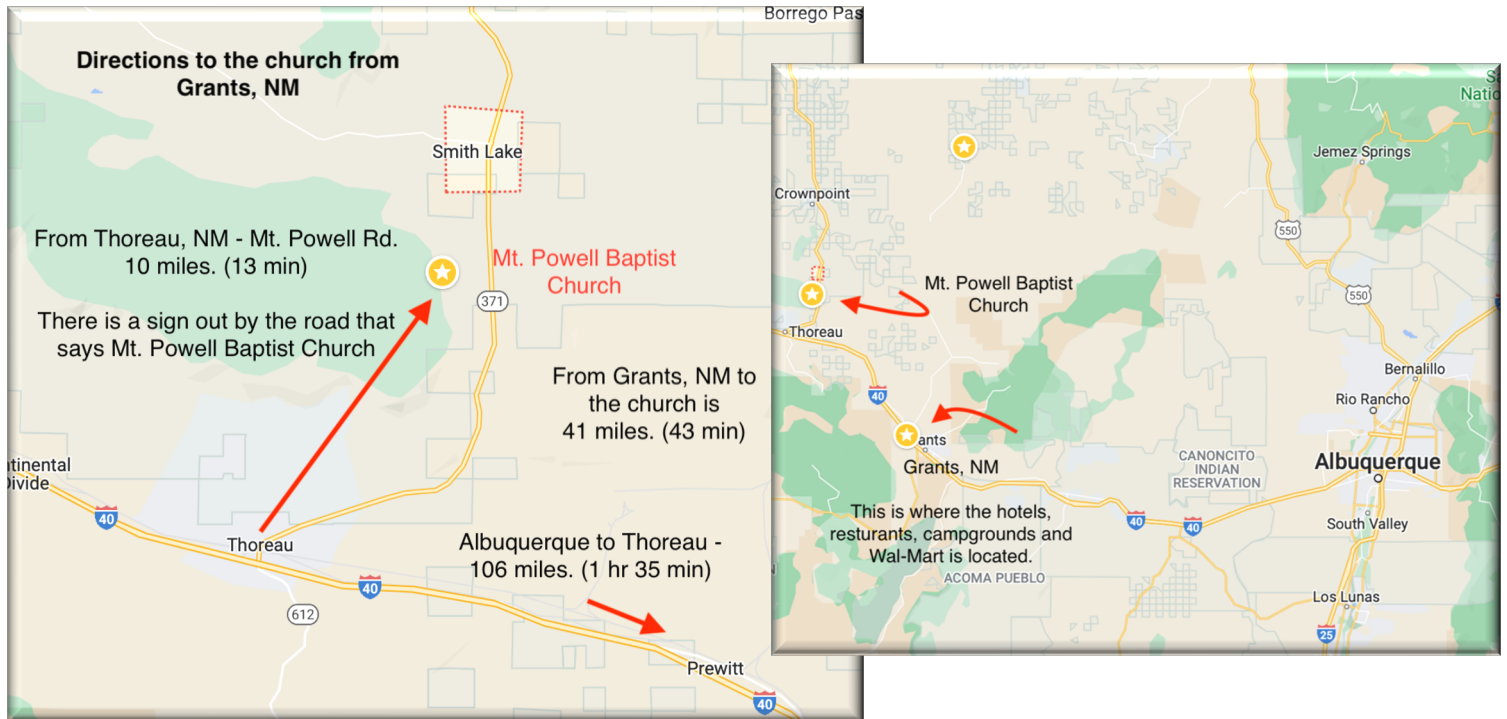 Borrego Pas
Directions to the church from
Grants, NM
Smith Lake
From Thoreau, NM - Mt. Powell Rd.
10 miles. (13 min)
Mt. Powell Baptist
Church
371
There is a sign out by the road that
says Mt. Powell Baptist Church
From Grants, NM to
the church is
41 miles. (43 min)
ntinental
Divide
40
Thoreau
Albuquerque to Thoreau -
106 miles. (1 hr 35 min)
40
612
Prewitt
40
Natio
Jemez Springs
Crownpoint
550
Mt. Powell Baptist
Church
550
Thoreau
Bernalillo
40
Rio Rancho
ants
Grants, NM
CANONCITO
INDIAN
RESERVATION
Albuquerque
This is where the hotels,
resturants, campgrounds and
Wal-Mart is located.
40
40
South Valley
ACOMA PUEBLO
Los Lunas
25